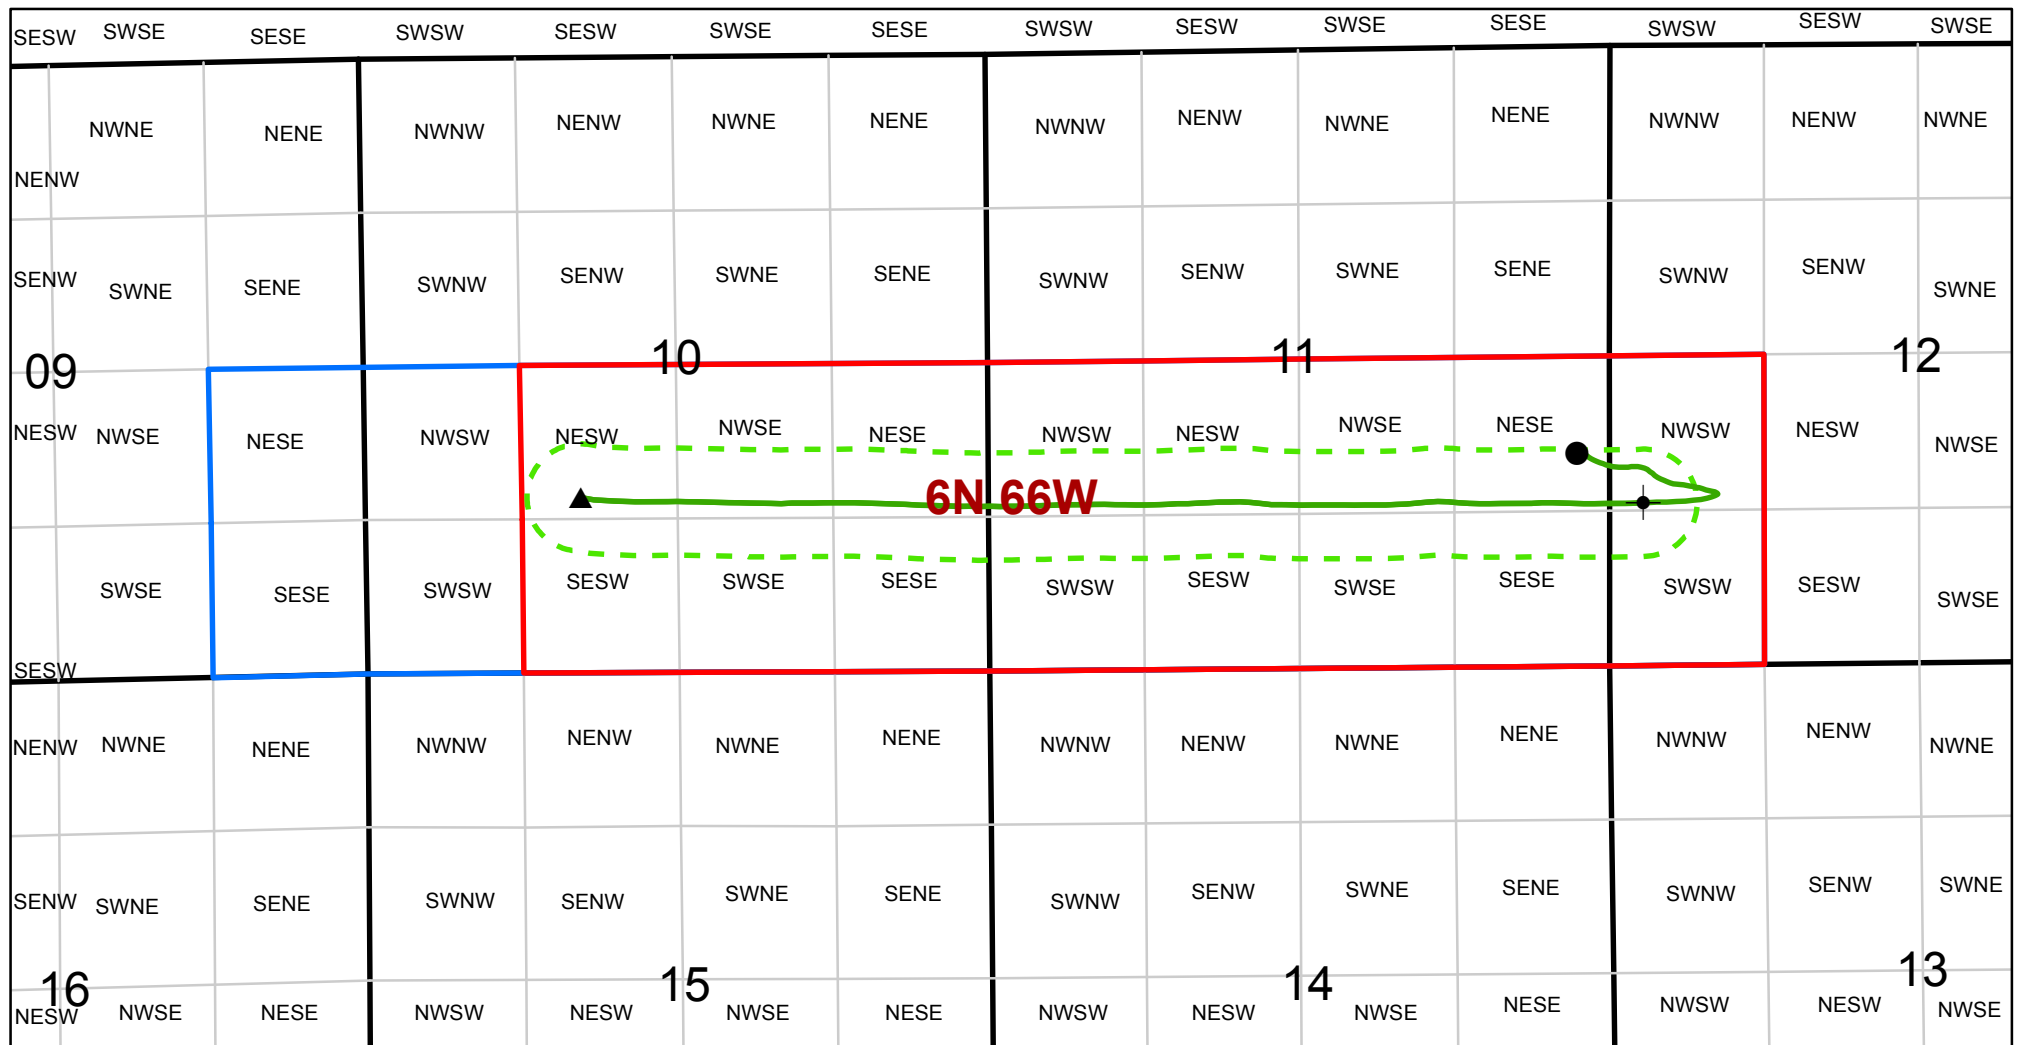 SESW SWSE SESE SWSW SESW SWSE SESE SWSW SESW SWSE SESE SWSW SESW SWSE
NWNE NENE NWNW NENW NWNE NENE NWNW NENW NWNE NENE NWNW NENW NWNE
NENW
SENW SWNE SENE SWNW SENW SWNE SENE SWNW SENW SWNE SENE SWNW SENW SWNE
09 10 11 12
NESW NWSE NESE NWSW NESW NWSE NESE NWSW NESW NWSE NESE NWSW NESW NWSE
6N 66W
SWSE SESE SWSW SESW SWSE SESE SWSW SESW SWSE SESE SWSW SESW SWSE
SESW
NENW NWNE NENE NWNW NENW NWNE NENE NWNW NENW NWNE NENE NWNW NENW NWNE
SENW SWNE SENE SWNW SENW SWNE SENE SWNW SENW SWNE SENE SWNW SENW SWNE
16 15 14 13
NESW NWSE NESE NWSW NESW NWSE NESE NWSW NESW NWSE NESE NWSW NESW NWSE